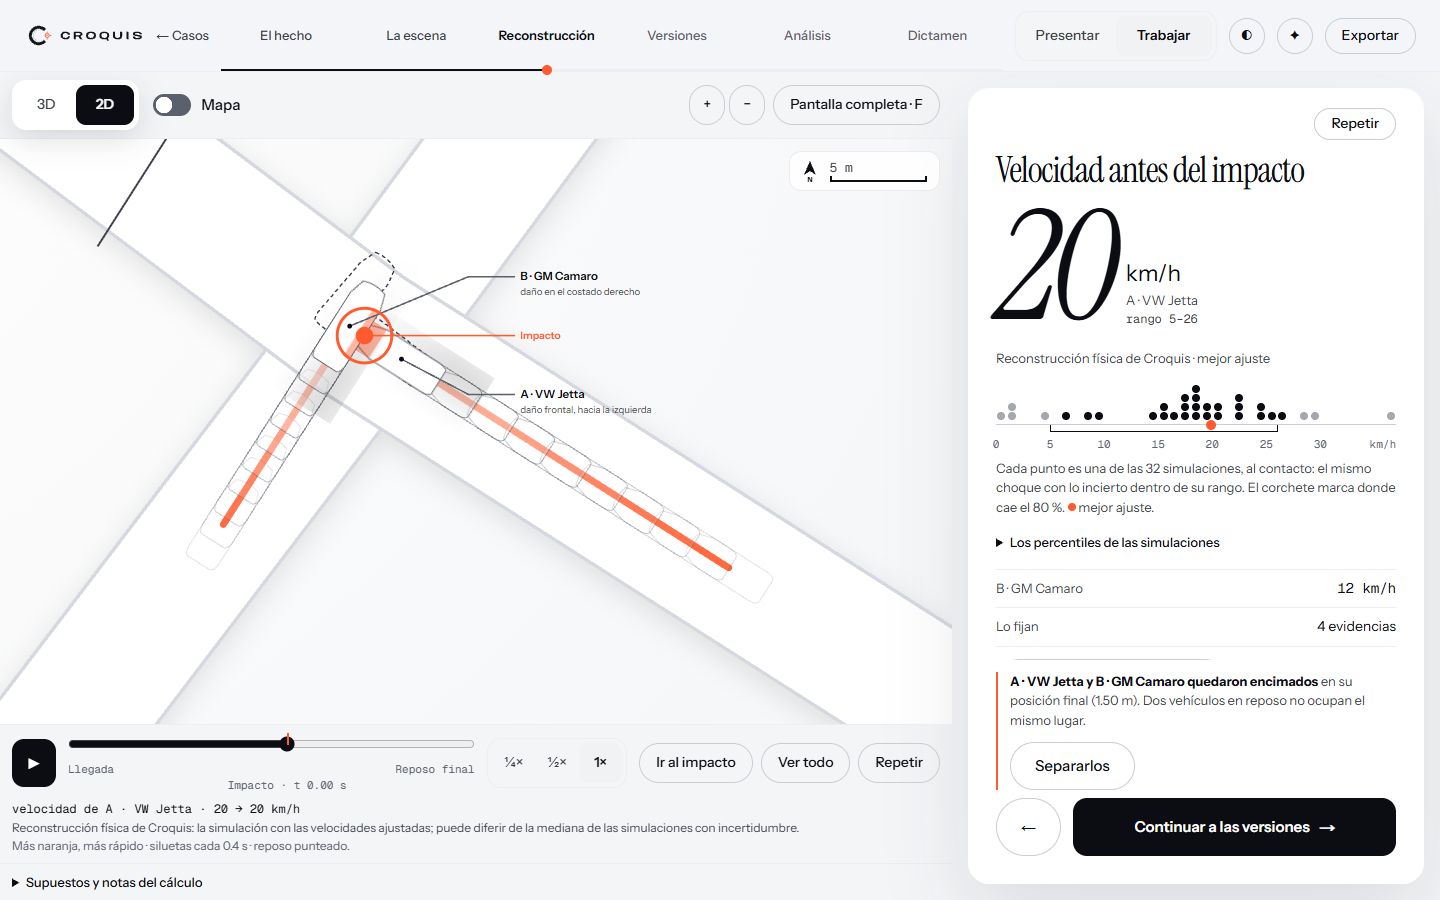 CROQUIS
← Casos
El hecho
La escena
Reconstrucción
Versiones
Análisis
Dictamen
Presentar
Trabajar
Exportar
3D
2D
Mapa
+
−
Pantalla completa · F
N
5 m
B · GM Camaro
daño en el costado derecho
Impacto
A · VW Jetta
daño frontal, hacia la izquierda
Llegada
Reposo final
Impacto · t 0.00 s
¼×
½×
1×
Ir al impacto
Ver todo
Repetir
velocidad de A · VW Jetta · 20 → 20 km/h
Reconstrucción física de Croquis: la simulación con las velocidades ajustadas; puede diferir de la mediana de las simulaciones con incertidumbre.
Más naranja, más rápido · siluetas cada 0.4 s · reposo punteado.
Supuestos y notas del cálculo
Repetir
Velocidad antes del impacto
20
km/h
A · VW Jetta
rango 5–26
Reconstrucción física de Croquis · mejor ajuste
0 5 10 15 20 25 30 km/h
Cada punto es una de las 32 simulaciones, al contacto: el mismo
choque con lo incierto dentro de su rango. El corchete marca donde
cae el 80 %. mejor ajuste.
Los percentiles de las simulaciones
B · GM Camaro 12 km/h
Lo fijan 4 evidencias
A · VW Jetta y B · GM Camaro quedaron encimados en su
posición final (1.50 m). Dos vehículos en reposo no ocupan el
mismo lugar.
Separarlos
←
Continuar a las versiones →